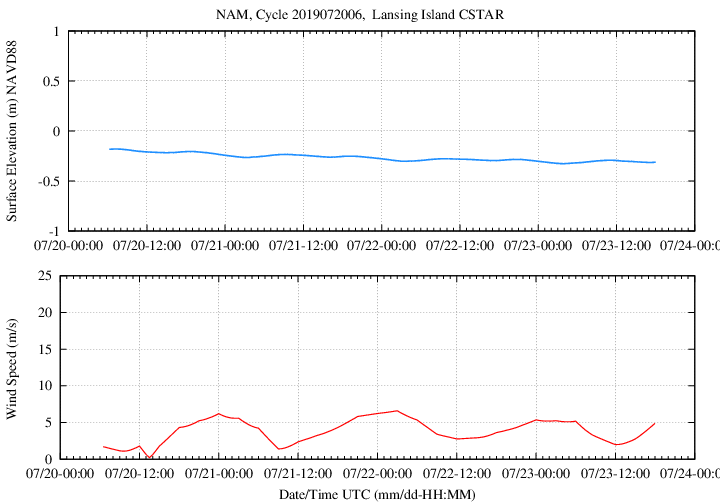 NAM, Cycle 2019072006,  Lansing Island CSTAR
Surface Elevation (m) NAVD88
1
0.5
0
-0.5
-1
07/20-00:00 07/20-12:00 07/21-00:00 07/21-12:00 07/22-00:00 07/22-12:00 07/23-00:00 07/23-12:00 07/24-00:0
Wind Speed (m/s)
25
20
15
10
5
0
07/20-00:00 07/20-12:00 07/21-00:00 07/21-12:00 07/22-00:00 07/22-12:00 07/23-00:00 07/23-12:00 07/24-00:0
Date/Time UTC (mm/dd-HH:MM)